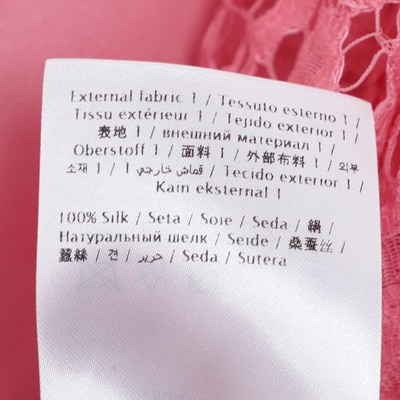 External fabric 1 / Tessuto esterno 1 /
Tissu extérieur 1 / Tejido exterior 1 /
表地 1 / внешний материал 1 /
Oberstoff 1 / 面料 1 / 外部布料 1 / 외부
소재 1 / قماش خارجي 1 / Tecido exterior 1 /
Kain eksternal 1
100% Silk / Seta / Soie / Seda / 絹 /
Натуральный шелк / Seide / 桑蚕丝 /
蠶絲 / 견 / حرير / Seda / Sutera